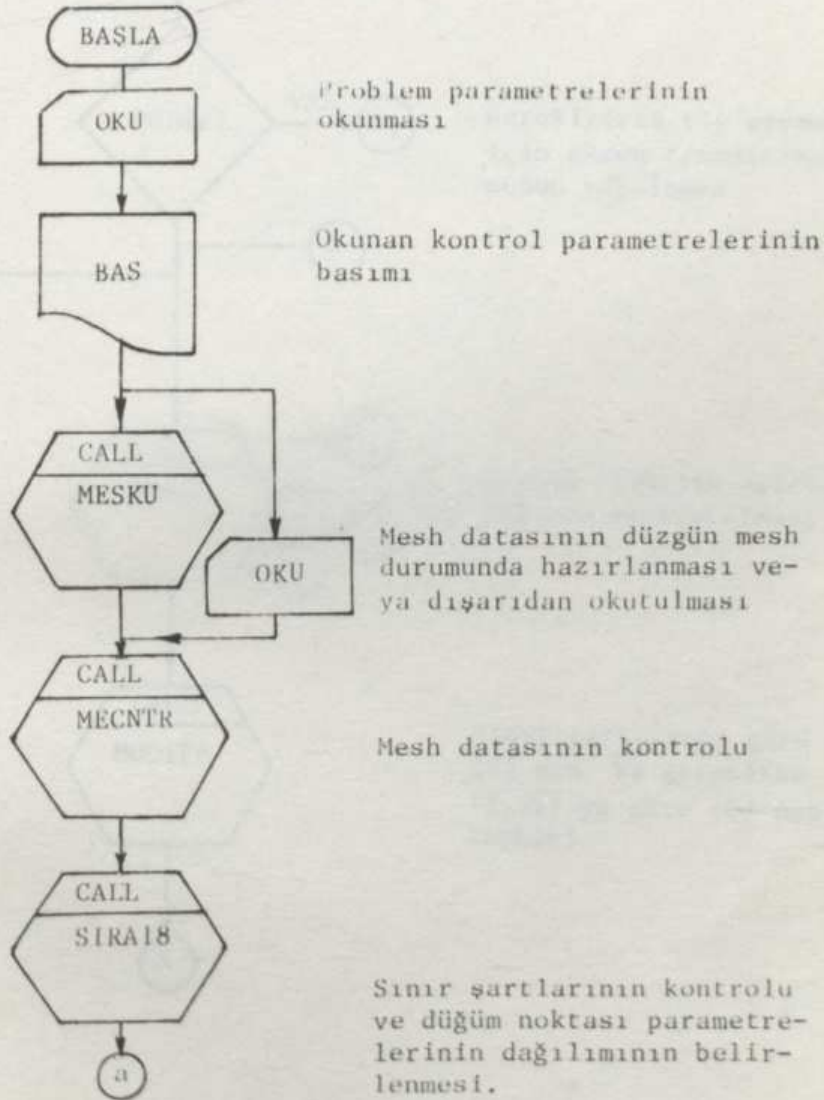 BAŞLA
OKU
Problem parametrelerinin
okunması
BAS
Okunan kontrol parametrelerinin
basımı
CALL
MESKU
OKU
Mesh datasının düzgün mesh
durumunda hazırlanması ve-
ya dışarıdan okutulması
CALL
MECNTR
Mesh datasının kontrolu
CALL
SIRA18
Sınır şartlarının kontrolu
ve düğüm noktası parametre-
lerinin dağılımının belir-
lenmesi.
a